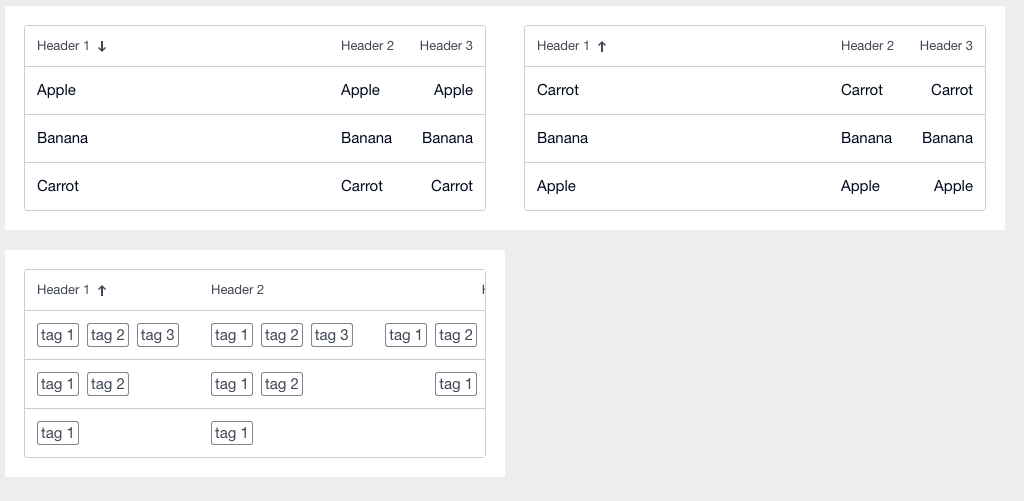 Header 1 ↓ Header 2 Header 3
Apple Apple Apple
Banana Banana Banana
Carrot Carrot Carrot
Header 1 ↑ Header 2 Header 3
Carrot Carrot Carrot
Banana Banana Banana
Apple Apple Apple
Header 1 ↑ Header 2
tag 1 tag 2 tag 3 tag 1 tag 2 tag 3 tag 1 tag 2
tag 1 tag 2 tag 1 tag 2 tag 1
tag 1 tag 1